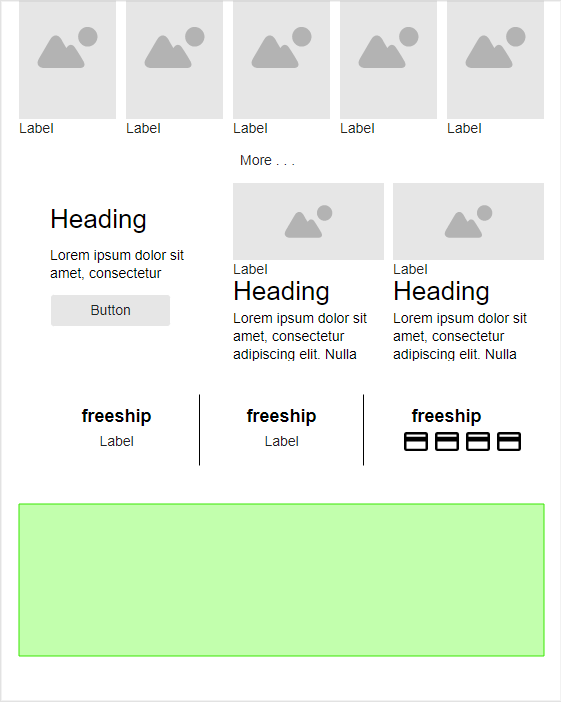 Label
Label
Label
Label
Label
More . . .
Heading
Lorem ipsum dolor sit
amet, consectetur
Button
Label
Heading
Lorem ipsum dolor sit
amet, consectetur
adipiscing elit. Nulla
Label
Heading
Lorem ipsum dolor sit
amet, consectetur
adipiscing elit. Nulla
freeship
Label
freeship
Label
freeship